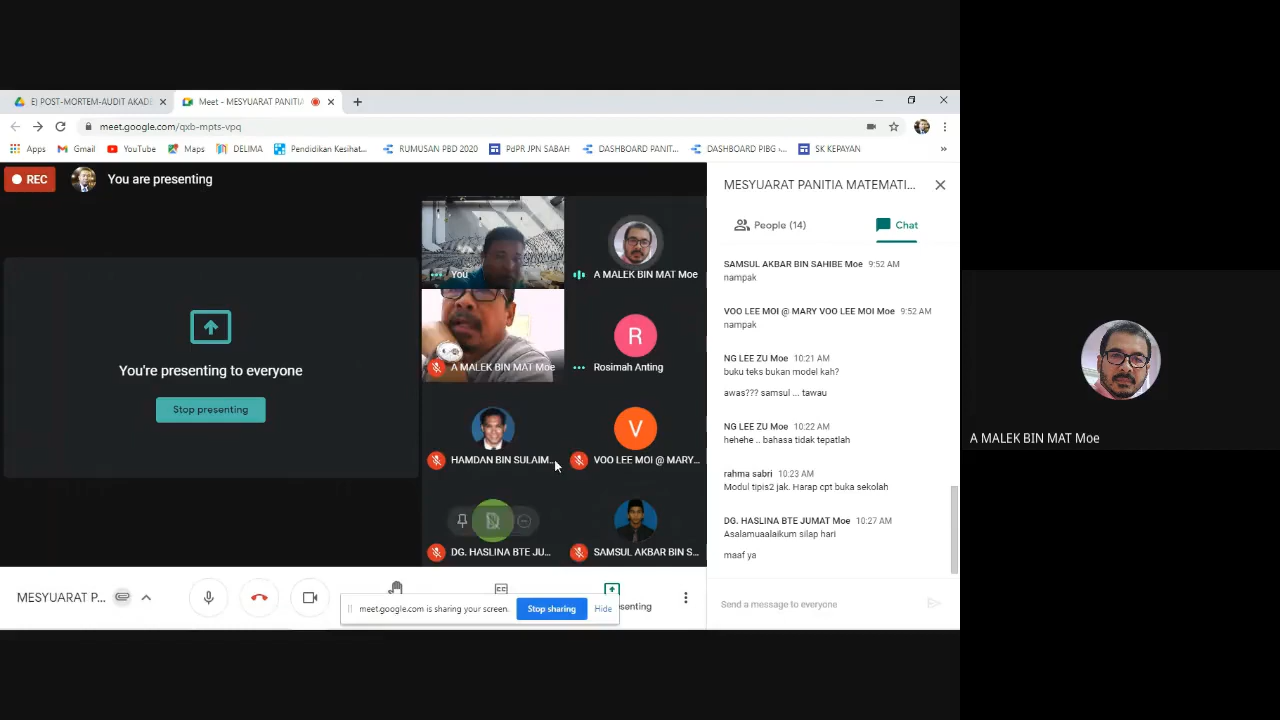 E) POST-MORTEM-AUDIT AKADE
Meet - MESYUARAT PANITIA
meet.google.com/qxb-mpts-vpq
Apps
Gmail
YouTube
Maps
DELIMA
Pendidikan Kesihat...
RUMUSAN PBD 2020
PdPR JPN SABAH
DASHBOARD PANIT...
DASHBOARD PIBG ‹...
SK KEPAYAN
»
REC
You are presenting
You're presenting to everyone
Stop presenting
You
A MALEK BIN MAT Moe
A MALEK BIN MAT Moe
R
Rosimah Anting
HAMDAN BIN SULAIM...
V
VOO LEE MOI @ MARY...
DG. HASLINA BTE JU...
SAMSUL AKBAR BIN S...
MESYUARAT PANITIA MATEMATI...
People (14)
Chat
SAMSUL AKBAR BIN SAHIBE Moe 9:52 AM
nampak
VOO LEE MOI @ MARY VOO LEE MOI Moe 9:52 AM
nampak
NG LEE ZU Moe 10:21 AM
buku teks bukan model kah?
awas??? samsul ... tawau
NG LEE ZU Moe 10:22 AM
hehehe .. bahasa tidak tepatlah
rahma sabri 10:23 AM
Modul tipis2 jak. Harap cpt buka sekolah
DG. HASLINA BTE JUMAT Moe 10:27 AM
Asalamuaalaikum silap hari
maaf ya
Send a message to everyone
MESYUARAT P...
meet.google.com is sharing your screen.
Stop sharing
Hide
enting
A MALEK BIN MAT Moe